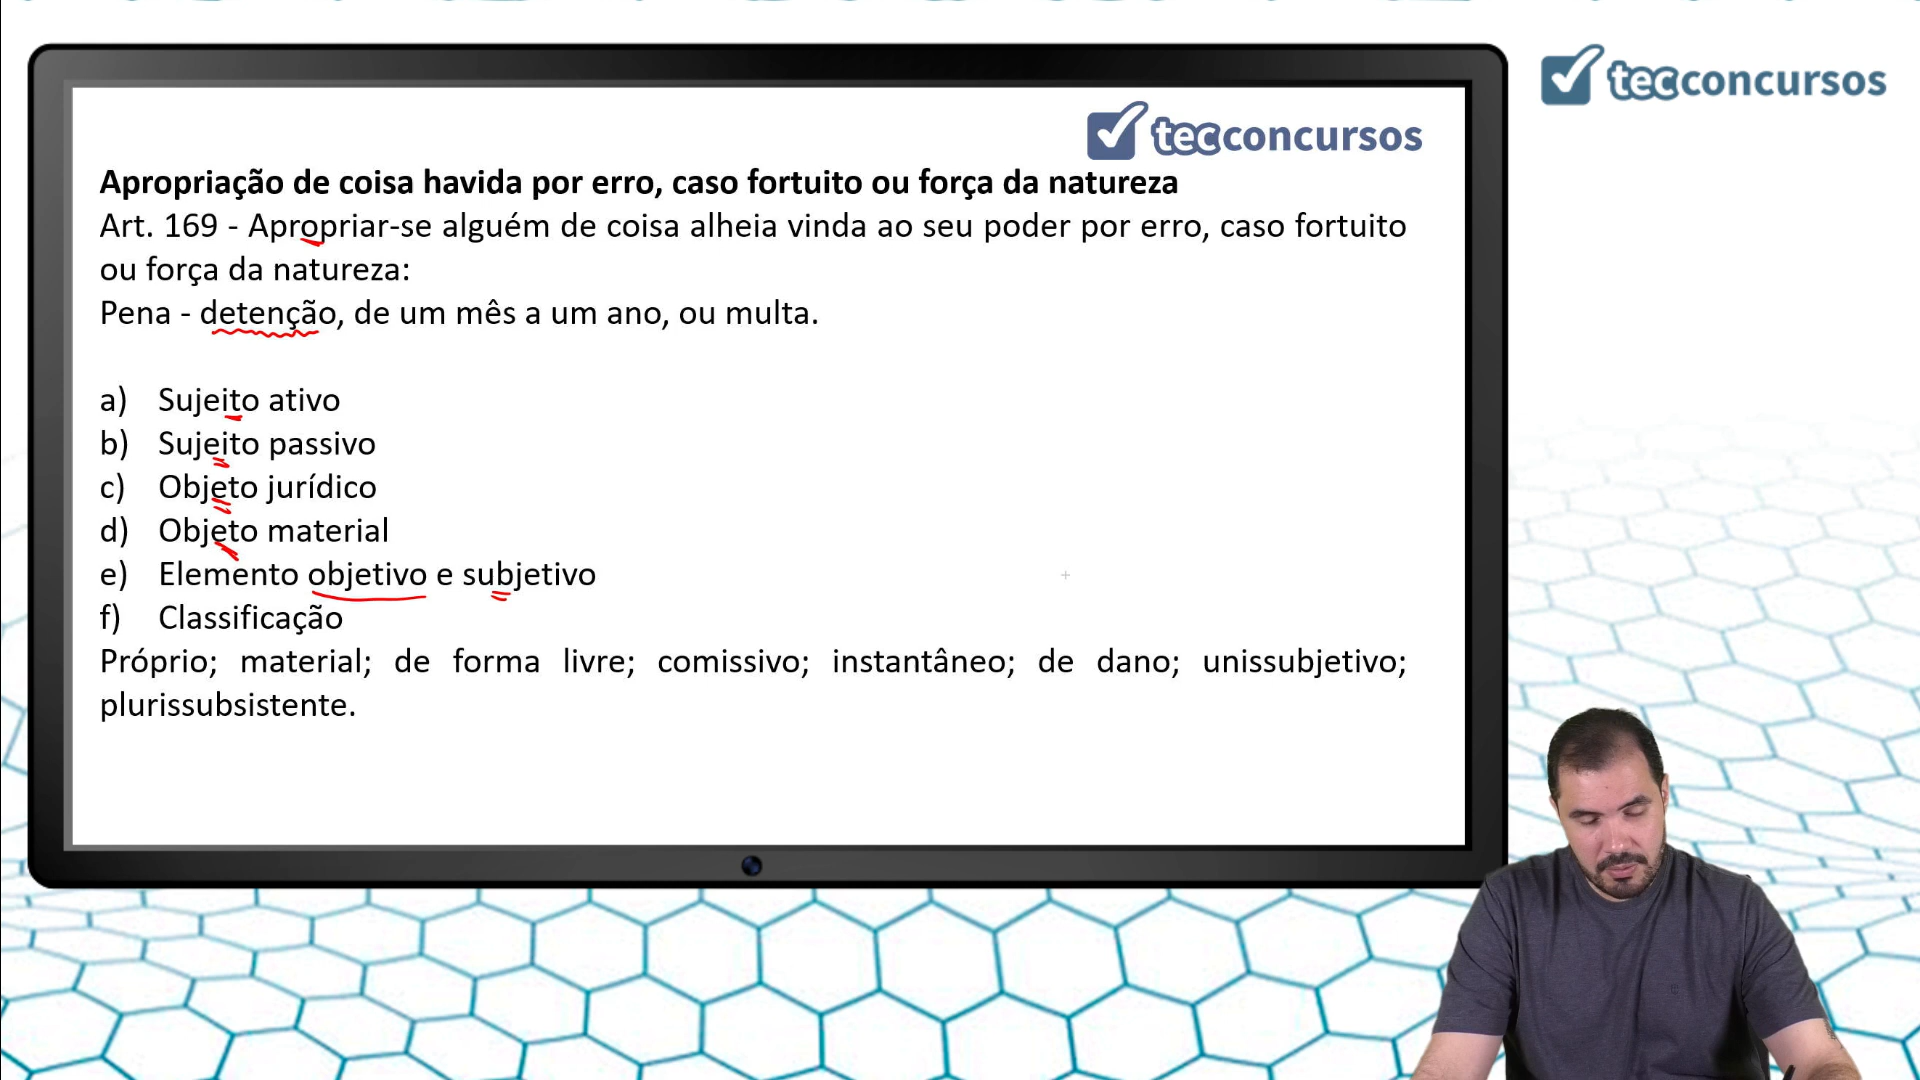 tecconcursos
tecconcursos
Apropriação de coisa havida por erro, caso fortuito ou força da natureza
Art. 169 - Apropriar-se alguém de coisa alheia vinda ao seu poder por erro, caso fortuito
ou força da natureza:
Pena - detenção, de um mês a um ano, ou multa.
a) Sujeito ativo
b) Sujeito passivo
c) Objeto jurídico
d) Objeto material
e) Elemento objetivo e subjetivo
f) Classificação
Próprio; material; de forma livre; comissivo; instantâneo; de dano; unissubjetivo;
plurissubsistente.